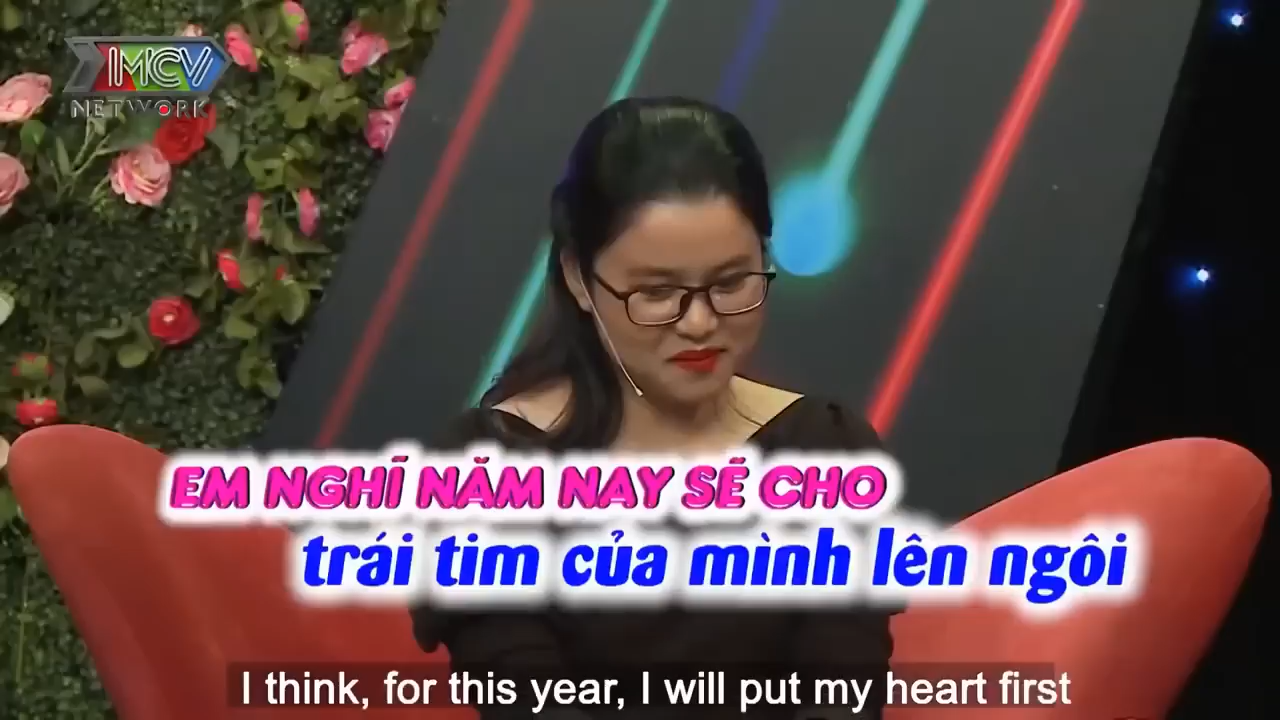 MCV
NETWORK
EM NGHĨ NĂM NAY SẼ CHO
trái tim của mình lên ngôi
I think, for this year, I will put my heart first